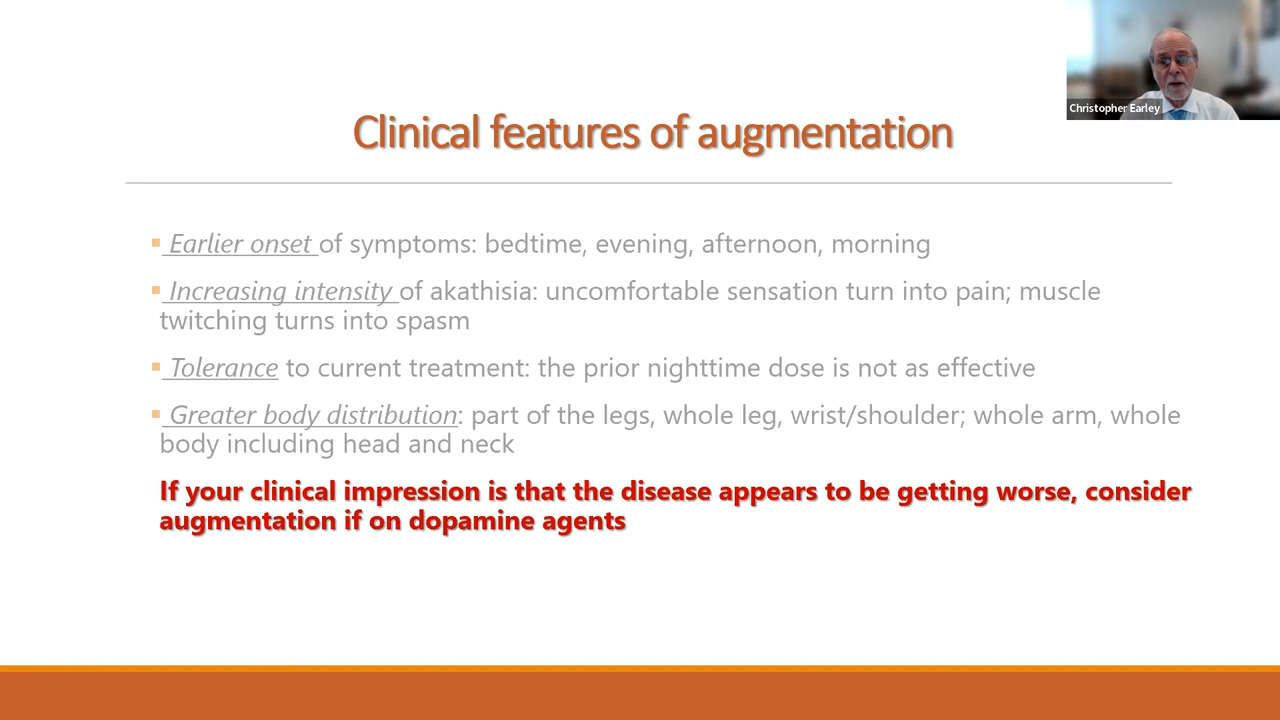 Christopher Earley
Clinical features of augmentation
▪ Earlier onset of symptoms: bedtime, evening, afternoon, morning
▪ Increasing intensity of akathisia: uncomfortable sensation turn into pain; muscle
twitching turns into spasm
▪ Tolerance to current treatment: the prior nighttime dose is not as effective
▪ Greater body distribution: part of the legs, whole leg, wrist/shoulder; whole arm, whole
body including head and neck
If your clinical impression is that the disease appears to be getting worse, consider
augmentation if on dopamine agents